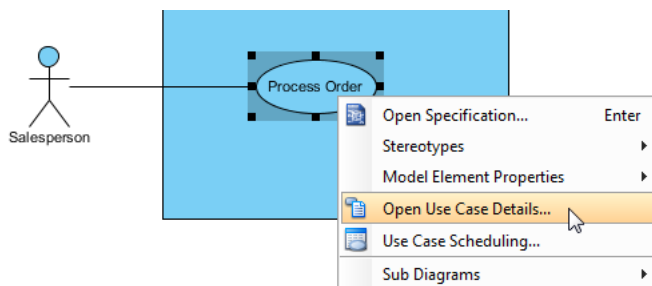 Process Order
Salesperson
Open Specification... Enter
Stereotypes
Model Element Properties
Open Use Case Details...
Use Case Scheduling...
Sub Diagrams